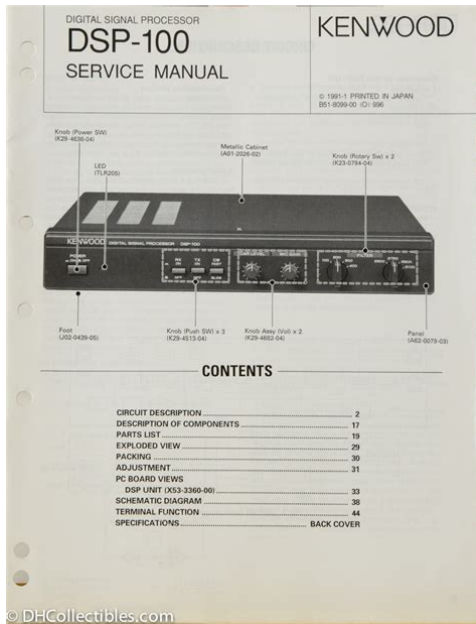 DIGITAL SIGNAL PROCESSOR
DSP-100
SERVICE MANUAL
KENWOOD
© 1991-1 PRINTED IN JAPAN
B51-8099-00 (O) 996
Knob (Power SW)
(K29-4636-04)
LED
(TLR205)
Metallic Cabinet
(A01-2026-02)
Knob (Rotary Sw) x 2
(K23-0794-04)
KENWOOD DIGITAL SIGNAL PROCESSOR DSP-100
POWER
FILTER
Foot
(J02-0439-05)
Knob (Push SW) x 3
(K29-4513-04)
Knob Assy (Vol) x 2
(K29-4682-04)
Panel
(A62-0078-03)
CONTENTS
CIRCUIT DESCRIPTION 2
DESCRIPTION OF COMPONENTS 17
PARTS LIST 19
EXPLODED VIEW 29
PACKING 30
ADJUSTMENT 31
PC BOARD VIEWS
DSP UNIT (X53-3360-00) 33
SCHEMATIC DIAGRAM 38
TERMINAL FUNCTION 44
SPECIFICATIONS BACK COVER
© DHCollectibles.com